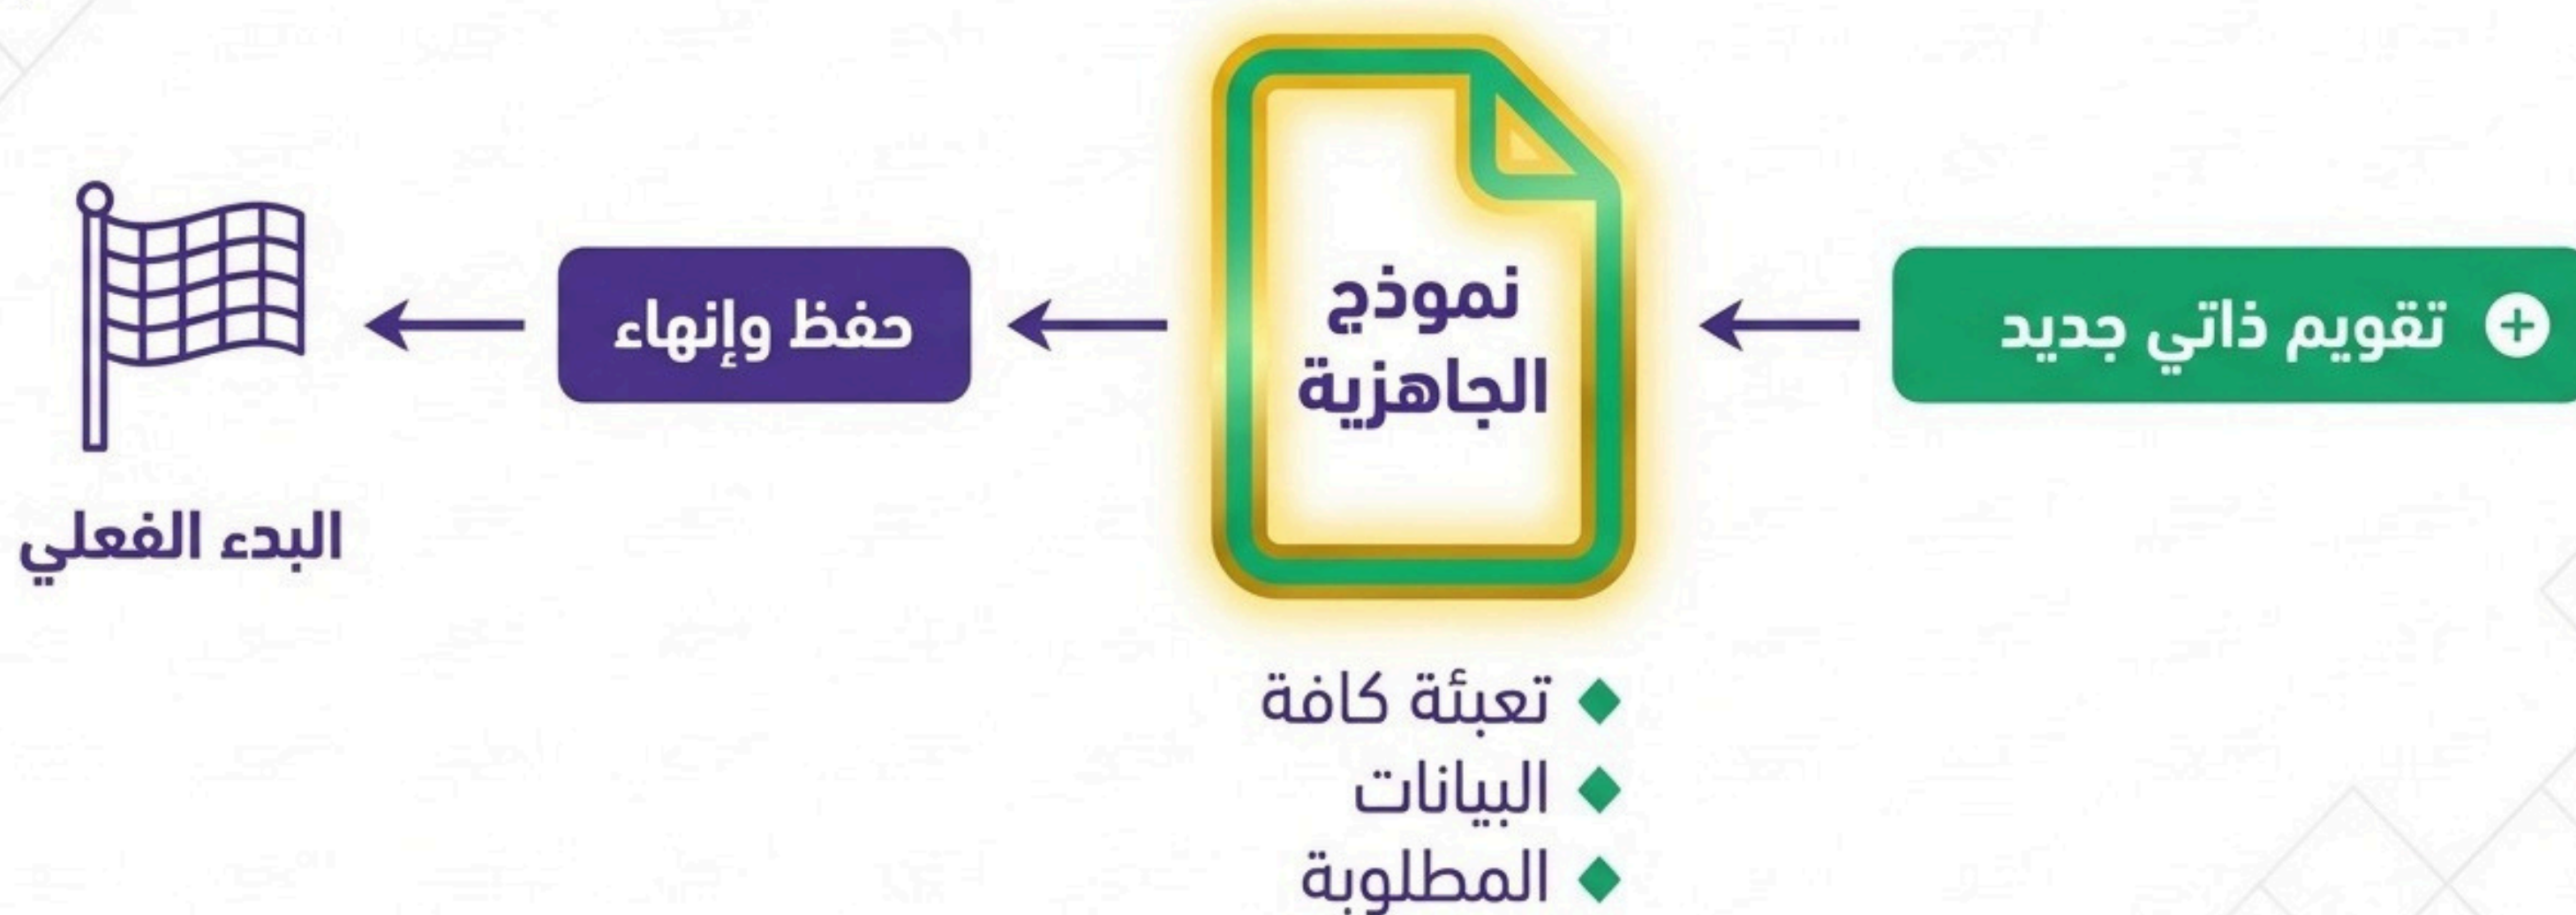 تقويم ذاتي جديد
نموذج
الجاهزية
تعبئة كافة
البيانات
المطلوبة
حفظ وإنهاء
البدء الفعلي